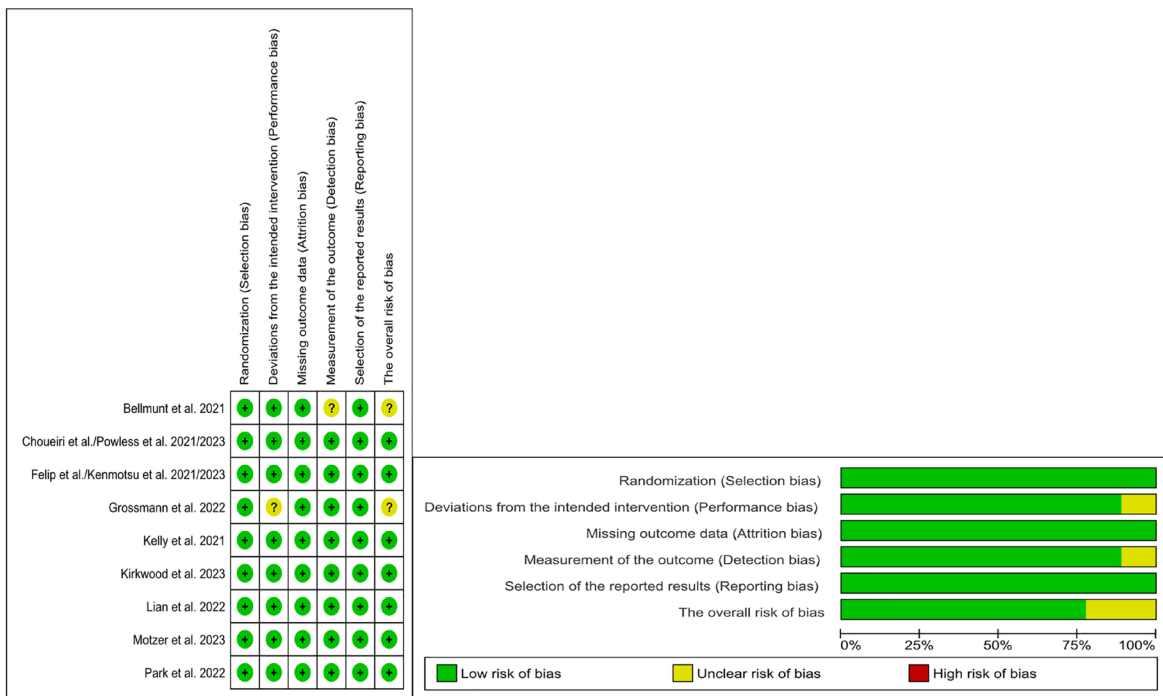 Randomization (Selection bias)
Deviations from the intended intervention (Performance bias)
Missing outcome data (Attrition bias)
Measurement of the outcome (Detection bias)
Selection of the reported results (Reporting bias)
The overall risk of bias
Bellmunt et al. 2021 + + + ? + ?
Choueiri et al./Powless et al. 2021/2023 + + + + + +
Felip et al./Kenmotsu et al. 2021/2023 + + + + + +
Grossmann et al. 2022 + ? + + + ?
Kelly et al. 2021 + + + + + +
Kirkwood et al. 2023 + + + + + +
Lian et al. 2022 + + + + + +
Motzer et al. 2023 + + + + + +
Park et al. 2022 + + + + + +
Randomization (Selection bias)
Deviations from the intended intervention (Performance bias)
Missing outcome data (Attrition bias)
Measurement of the outcome (Detection bias)
Selection of the reported results (Reporting bias)
The overall risk of bias
0% 25% 50% 75% 100%
Low risk of bias Unclear risk of bias High risk of bias